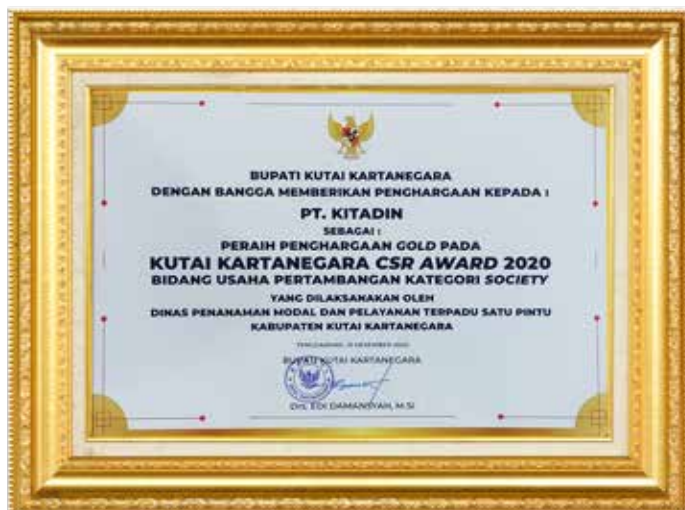 BUPATI KUTAI KARTANEGARA
DENGAN BANGGA MEMBERIKAN PENGHARGAAN KEPADA :
PT. KITADIN
SEBAGAI :
PERAIH PENGHARGAAN GOLD PADA
KUTAI KARTANEGARA CSR AWARD 2020
BIDANG USAHA PERTAMBANGAN KATEGORI SOCIETY
YANG DILAKSANAKAN OLEH
DINAS PENANAMAN MODAL DAN PELAYANAN TERPADU SATU PINTU
KABUPATEN KUTAI KARTANEGARA
BUPATI KUTAI KARTANEGARA
Drs. EDI DAMANSYAH, M.SI